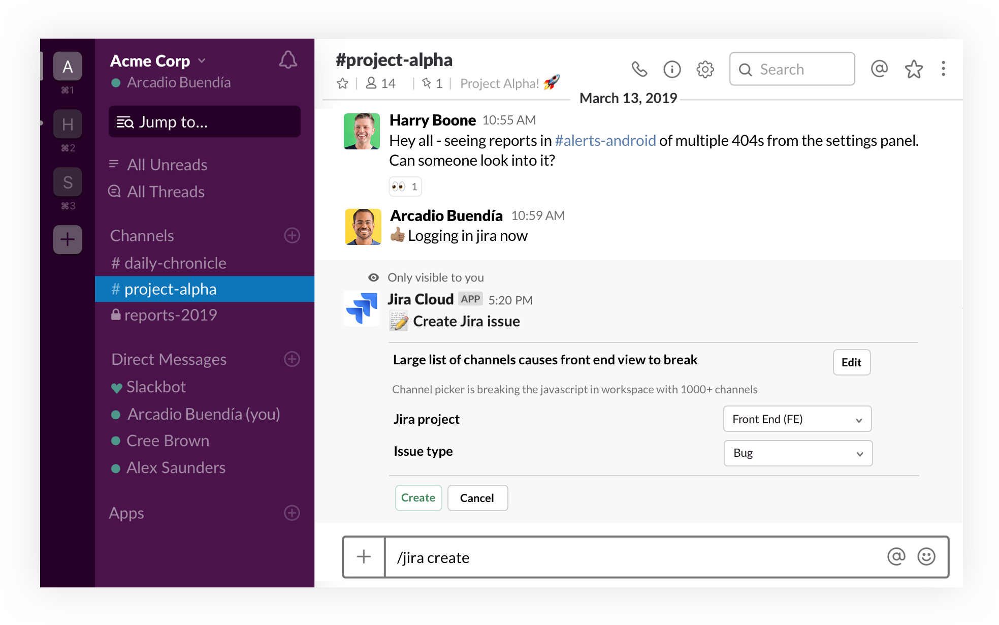 A
⌘1
H
⌘2
S
⌘3
Acme Corp
Arcadio Buendía
Jump to...
All Unreads
All Threads
Channels
# daily-chronicle
# project-alpha
reports-2019
Direct Messages
Slackbot
Arcadio Buendía (you)
Cree Brown
Alex Saunders
Apps
#project-alpha
14 | 1 | Project Alpha! 🚀
Search
March 13, 2019
Harry Boone 10:55 AM
Hey all - seeing reports in #alerts-android of multiple 404s from the settings panel.
Can someone look into it?
👀 1
Arcadio Buendía 10:59 AM
👍🏽 Logging in jira now
Only visible to you
Jira Cloud APP 5:20 PM
📝 Create Jira issue
Large list of channels causes front end view to break
Edit
Channel picker is breaking the javascript in workspace with 1000+ channels
Jira project
Front End (FE)
Issue type
Bug
Create
Cancel
/jira create